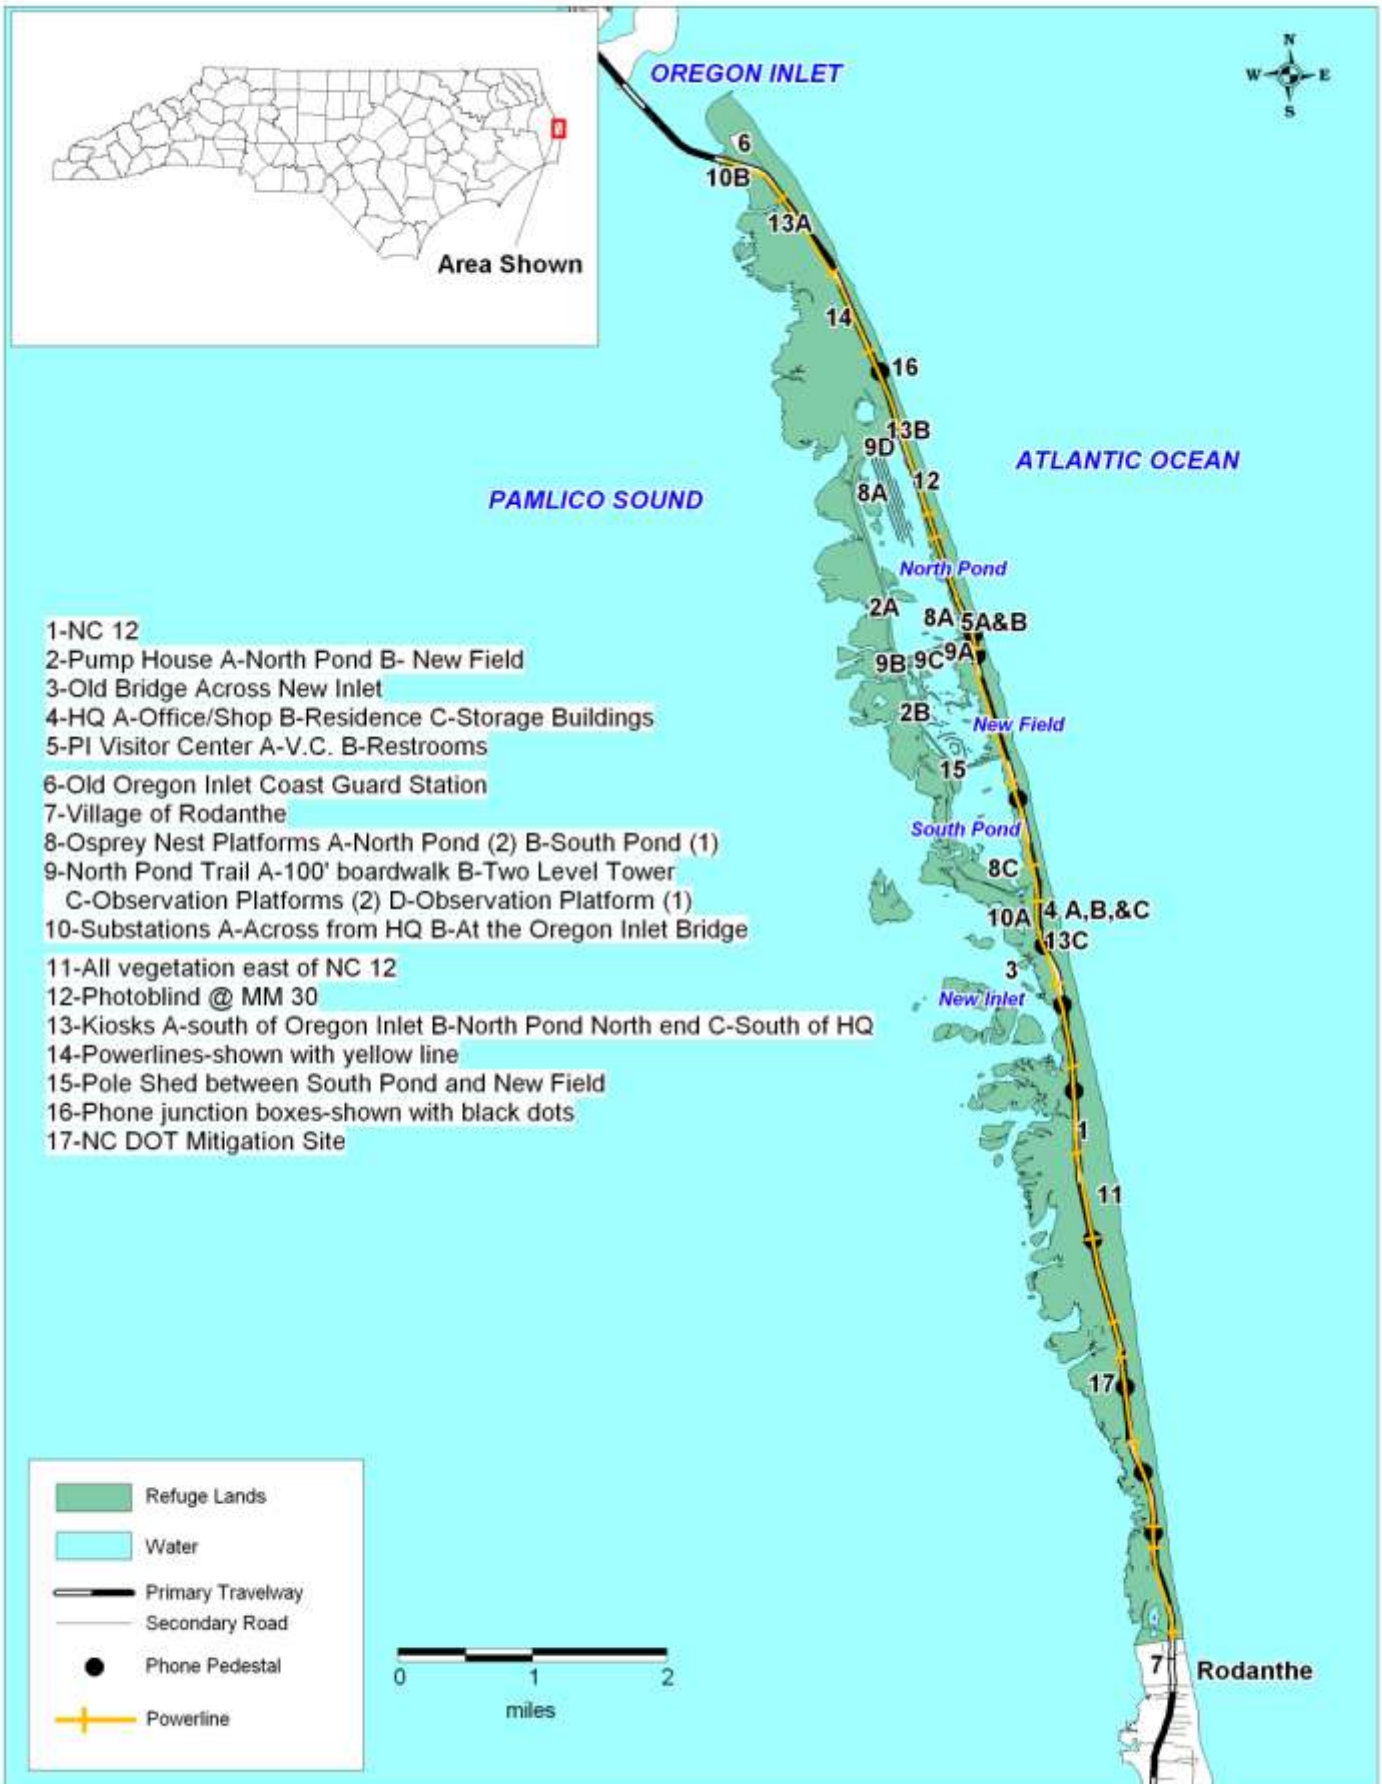 OREGON INLET
N
W E
S
Area Shown
6
10B
13A
14
16
13B
9D
ATLANTIC OCEAN
12
8A
PAMLICO SOUND
North Pond
2A
8A 5A&B
9B 9C 9A
2B
New Field
15
South Pond
8C
10A 4 A,B,&C
13C
3
New Inlet
1
11
17
7
Rodanthe
1-NC 12
2-Pump House A-North Pond B- New Field
3-Old Bridge Across New Inlet
4-HQ A-Office/Shop B-Residence C-Storage Buildings
5-PI Visitor Center A-V.C. B-Restrooms
6-Old Oregon Inlet Coast Guard Station
7-Village of Rodanthe
8-Osprey Nest Platforms A-North Pond (2) B-South Pond (1)
9-North Pond Trail A-100' boardwalk B-Two Level Tower
C-Observation Platforms (2) D-Observation Platform (1)
10-Substations A-Across from HQ B-At the Oregon Inlet Bridge
11-All vegetation east of NC 12
12-Photoblind @ MM 30
13-Kiosks A-south of Oregon Inlet B-North Pond North end C-South of HQ
14-Powerlines-shown with yellow line
15-Pole Shed between South Pond and New Field
16-Phone junction boxes-shown with black dots
17-NC DOT Mitigation Site
Refuge Lands
Water
Primary Travelway
Secondary Road
Phone Pedestal
Powerline
0 1 2
miles